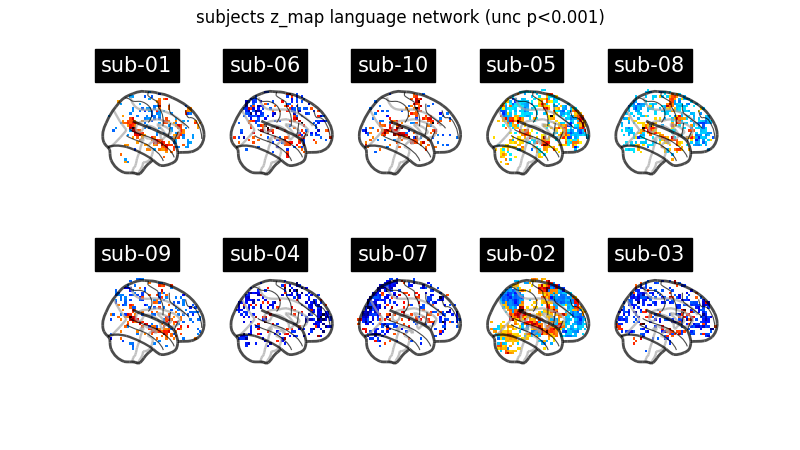 subjects z_map language network (unc p<0.001)
sub-01 sub-06 sub-10 sub-05 sub-08
sub-09 sub-04 sub-07 sub-02 sub-03